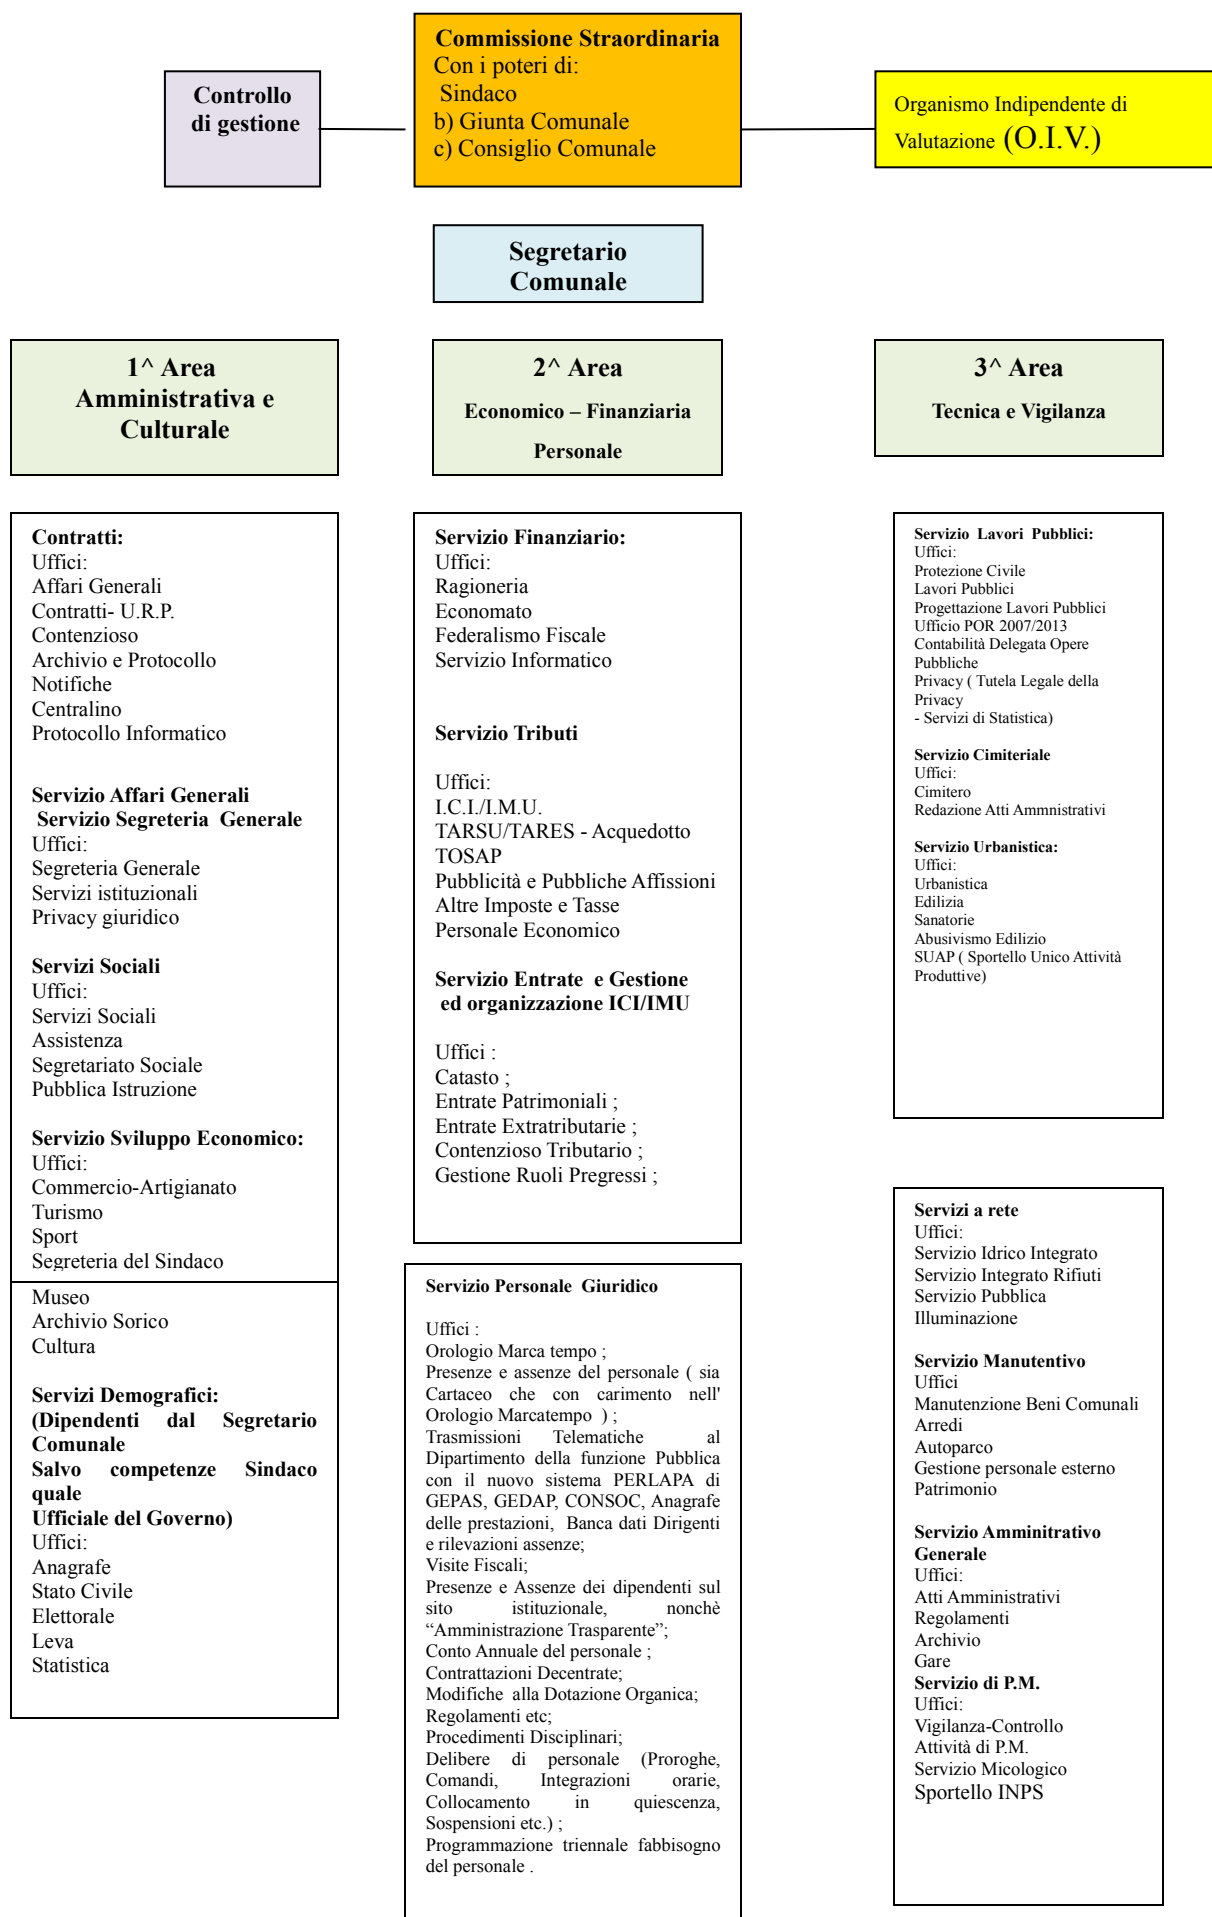 Commissione Straordinaria
Con i poteri di:
Sindaco
b) Giunta Comunale
c) Consiglio Comunale
Controllo
di gestione
Organismo Indipendente di
Valutazione (O.I.V.)
Segretario
Comunale
1^ Area
Amministrativa e
Culturale
2^ Area
Economico – Finanziaria
Personale
3^ Area
Tecnica e Vigilanza
Contratti:
Uffici:
Affari Generali
Contratti- U.R.P.
Contenzioso
Archivio e Protocollo
Notifiche
Centralino
Protocollo Informatico
Servizio Affari Generali
Servizio Segreteria Generale
Uffici:
Segreteria Generale
Servizi istituzionali
Privacy giuridico
Servizi Sociali
Uffici:
Servizi Sociali
Assistenza
Segretariato Sociale
Pubblica Istruzione
Servizio Sviluppo Economico:
Uffici:
Commercio-Artigianato
Turismo
Sport
Segreteria del Sindaco
Museo
Archivio Sorico
Cultura
Servizi Demografici:
(Dipendenti dal Segretario
Comunale
Salvo competenze Sindaco
quale
Ufficiale del Governo)
Uffici:
Anagrafe
Stato Civile
Elettorale
Leva
Statistica
Servizio Finanziario:
Uffici:
Ragioneria
Economato
Federalismo Fiscale
Servizio Informatico
Servizio Tributi
Uffici:
I.C.I./I.M.U.
TARSU/TARES - Acquedotto
TOSAP
Pubblicità e Pubbliche Affissioni
Altre Imposte e Tasse
Personale Economico
Servizio Entrate e Gestione
ed organizzazione ICI/IMU
Uffici :
Catasto ;
Entrate Patrimoniali ;
Entrate Extratributarie ;
Contenzioso Tributario ;
Gestione Ruoli Pregressi ;
Servizio Personale Giuridico
Uffici :
Orologio Marca tempo ;
Presenze e assenze del personale ( sia
Cartaceo che con carimento nell'
Orologio Marcatempo ) ;
Trasmissioni Telematiche al
Dipartimento della funzione Pubblica
con il nuovo sistema PERLAPA di
GEPAS, GEDAP, CONSOC, Anagrafe
delle prestazioni, Banca dati Dirigenti
e rilevazioni assenze;
Visite Fiscali;
Presenze e Assenze dei dipendenti sul
sito istituzionale, nonchè
“Amministrazione Trasparente”;
Conto Annuale del personale ;
Contrattazioni Decentrate;
Modifiche alla Dotazione Organica;
Regolamenti etc;
Procedimenti Disciplinari;
Delibere di personale (Proroghe,
Comandi, Integrazioni orarie,
Collocamento in quiescenza,
Sospensioni etc.) ;
Programmazione triennale fabbisogno
del personale .
Servizio Lavori Pubblici:
Uffici:
Protezione Civile
Lavori Pubblici
Progettazione Lavori Pubblici
Ufficio POR 2007/2013
Contabilità Delegata Opere
Pubbliche
Privacy ( Tutela Legale della
Privacy
- Servizi di Statistica)
Servizio Cimiteriale
Uffici:
Cimitero
Redazione Atti Ammnistrativi
Servizio Urbanistica:
Uffici:
Urbanistica
Edilizia
Sanatorie
Abusivismo Edilizio
SUAP ( Sportello Unico Attività
Produttive)
Servizi a rete
Uffici:
Servizio Idrico Integrato
Servizio Integrato Rifiuti
Servizio Pubblica
Illuminazione
Servizio Manutentivo
Uffici
Manutenzione Beni Comunali
Arredi
Autoparco
Gestione personale esterno
Patrimonio
Servizio Amminitrativo
Generale
Uffici:
Atti Amministrativi
Regolamenti
Archivio
Gare
Servizio di P.M.
Uffici:
Vigilanza-Controllo
Attività di P.M.
Servizio Micologico
Sportello INPS